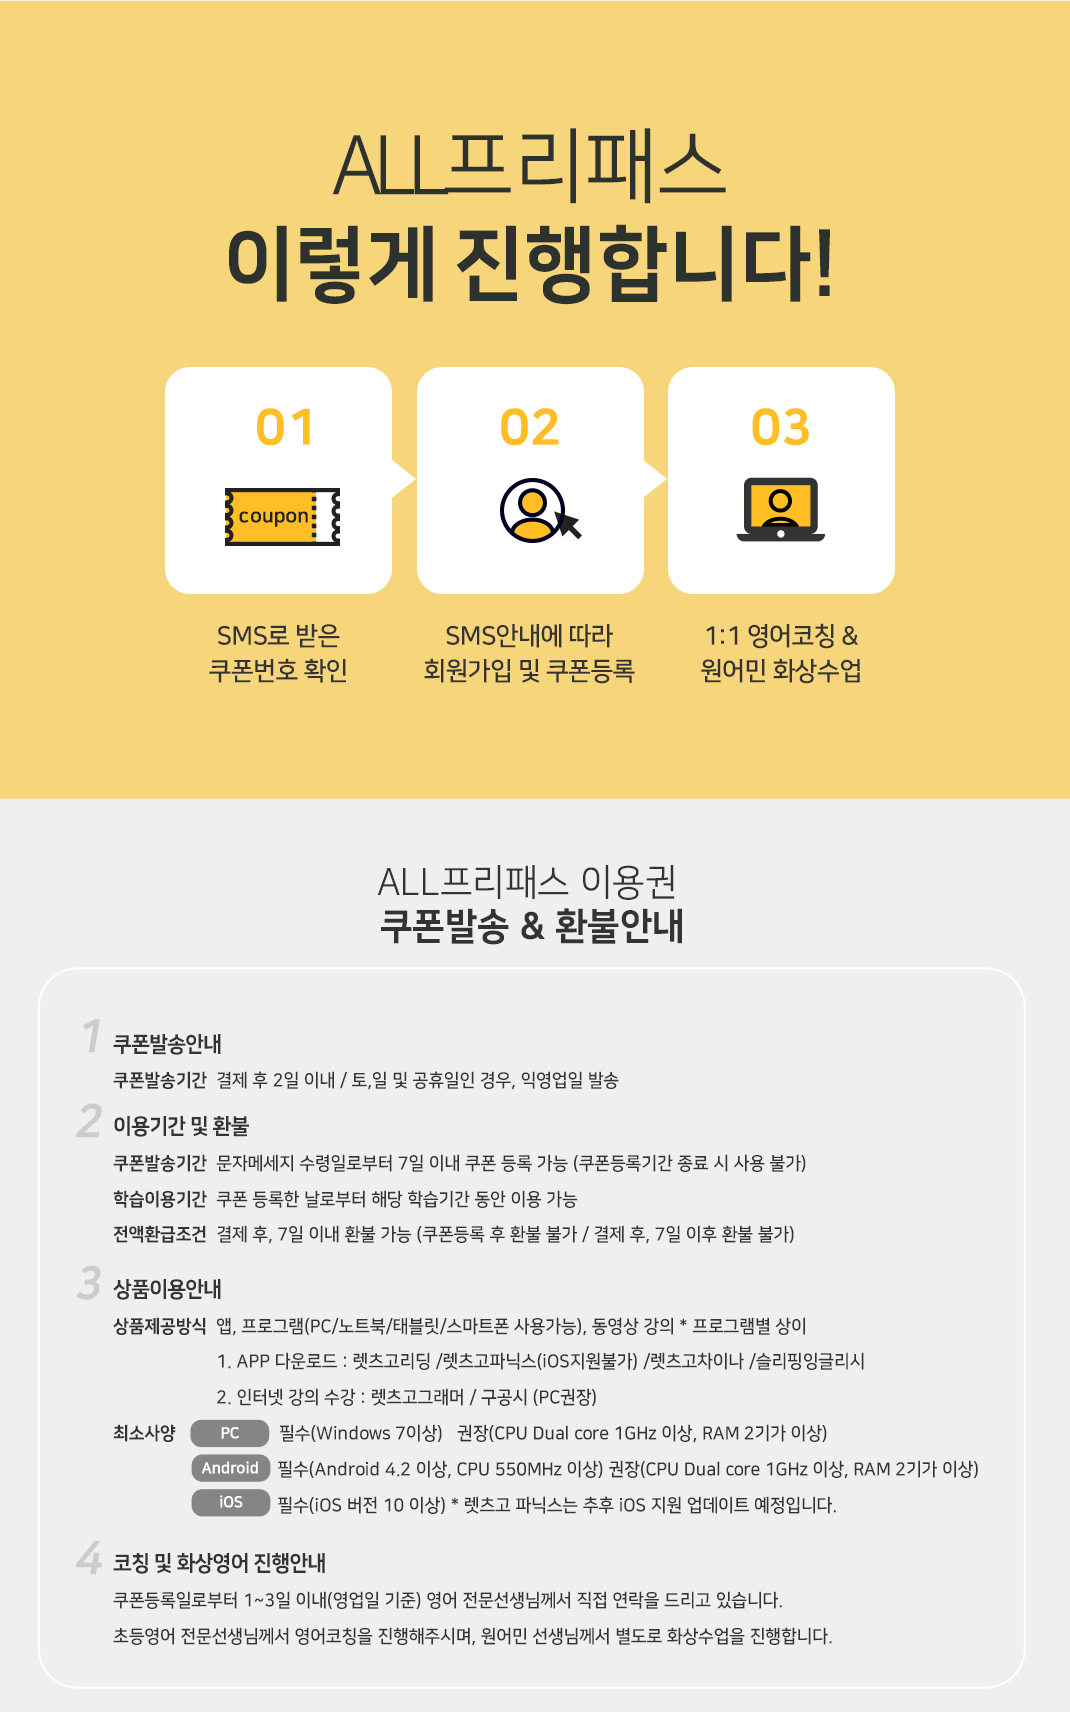 ALL프리패스
이렇게 진행합니다!
01
coupon
SMS로 받은
쿠폰번호 확인
02
SMS안내에 따라
회원가입 및 쿠폰등록
03
1:1 영어코칭 &
원어민 화상수업
ALL프리패스 이용권
쿠폰발송 & 환불안내
1 쿠폰발송안내
쿠폰발송기간 결제 후 2일 이내 / 토,일 및 공휴일인 경우, 익영업일 발송
2 이용기간 및 환불
쿠폰발송기간 문자메세지 수령일로부터 7일 이내 쿠폰 등록 가능 (쿠폰등록기간 종료 시 사용 불가)
학습이용기간 쿠폰 등록한 날로부터 해당 학습기간 동안 이용 가능
전액환급조건 결제 후, 7일 이내 환불 가능 (쿠폰등록 후 환불 불가 / 결제 후, 7일 이후 환불 불가)
3 상품이용안내
상품제공방식 앱, 프로그램(PC/노트북/태블릿/스마트폰 사용가능), 동영상 강의 * 프로그램별 상이
1. APP 다운로드 : 렛츠고리딩 /렛츠고파닉스(iOS지원불가) /렛츠고차이나 /슬리핑잉글리시
2. 인터넷 강의 수강 : 렛츠고그래머 / 구공시 (PC권장)
최소사양 PC 필수(Windows 7이상) 권장(CPU Dual core 1GHz 이상, RAM 2기가 이상)
Android 필수(Android 4.2 이상, CPU 550MHz 이상) 권장(CPU Dual core 1GHz 이상, RAM 2기가 이상)
iOS 필수(iOS 버전 10 이상) * 렛츠고 파닉스는 추후 iOS 지원 업데이트 예정입니다.
4 코칭 및 화상영어 진행안내
쿠폰등록일로부터 1~3일 이내(영업일 기준) 영어 전문선생님께서 직접 연락을 드리고 있습니다.
초등영어 전문선생님께서 영어코칭을 진행해주시며, 원어민 선생님께서 별도로 화상수업을 진행합니다.